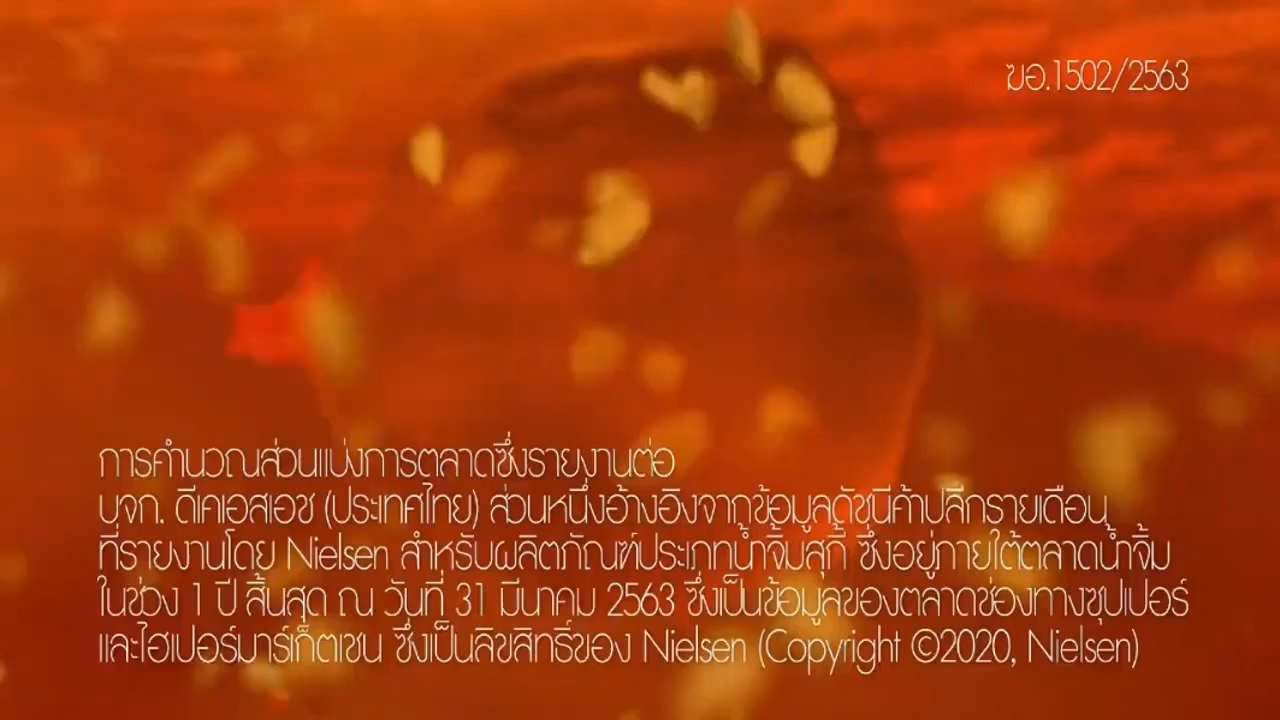 ฆอ.1502/2563
การคำนวณส่วนแบ่งการตลาดซึ่งรายงานต่อ
บจก. ดีเคเอสเอช (ประเทศไทย) ส่วนหนึ่งอ้างอิงจากข้อมูลดัชนีค้าปลีกรายเดือน
ที่รายงานโดย Nielsen สำหรับผลิตภัณฑ์ประเภทน้ำจิ้มสุกี้ ซึ่งอยู่ภายใต้ตลาดน้ำจิ้ม
ในช่วง 1 ปี สิ้นสุด ณ วันที่ 31 มีนาคม 2563 ซึ่งเป็นข้อมูลของตลาดช่องทางซุปเปอร์
และไฮเปอร์มาร์เก็ตเชน ซึ่งเป็นลิขสิทธิ์ของ Nielsen (Copyright ©2020, Nielsen)